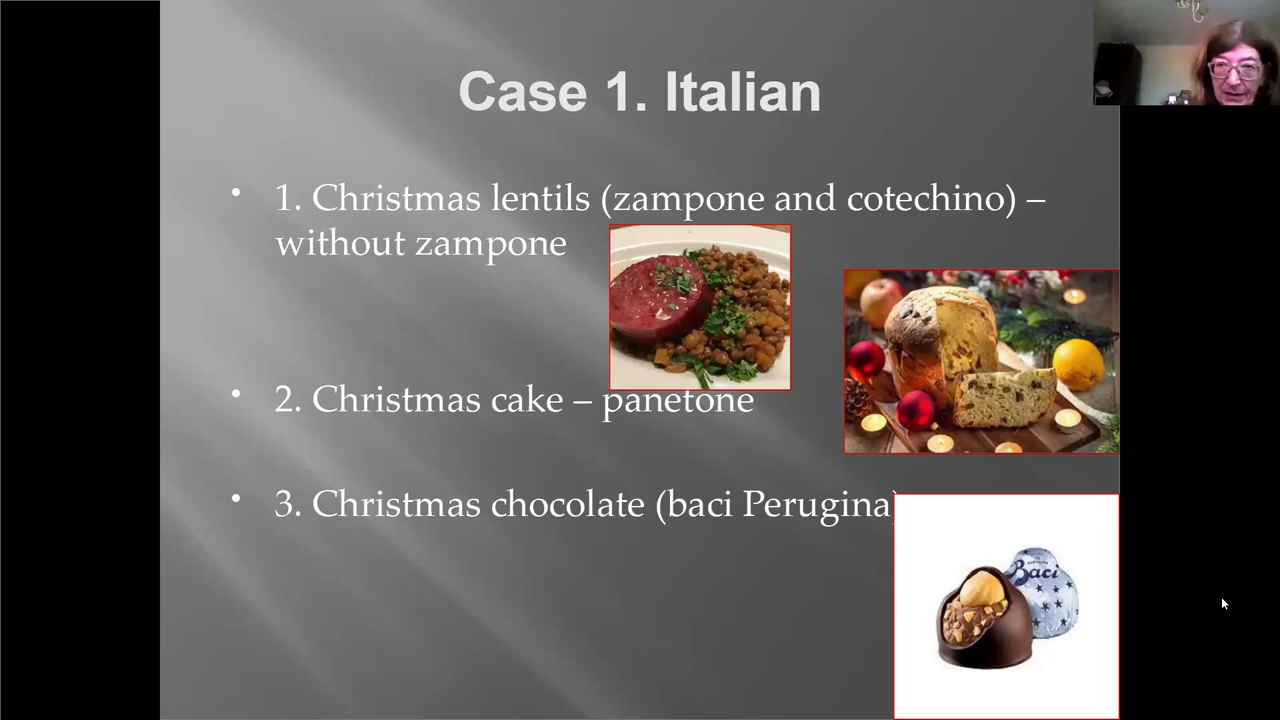 Case 1. Italian
• 1. Christmas lentils (zampone and cotechino) –
without zampone
• 2. Christmas cake – panetone
• 3. Christmas chocolate (baci Perugina)
Baci